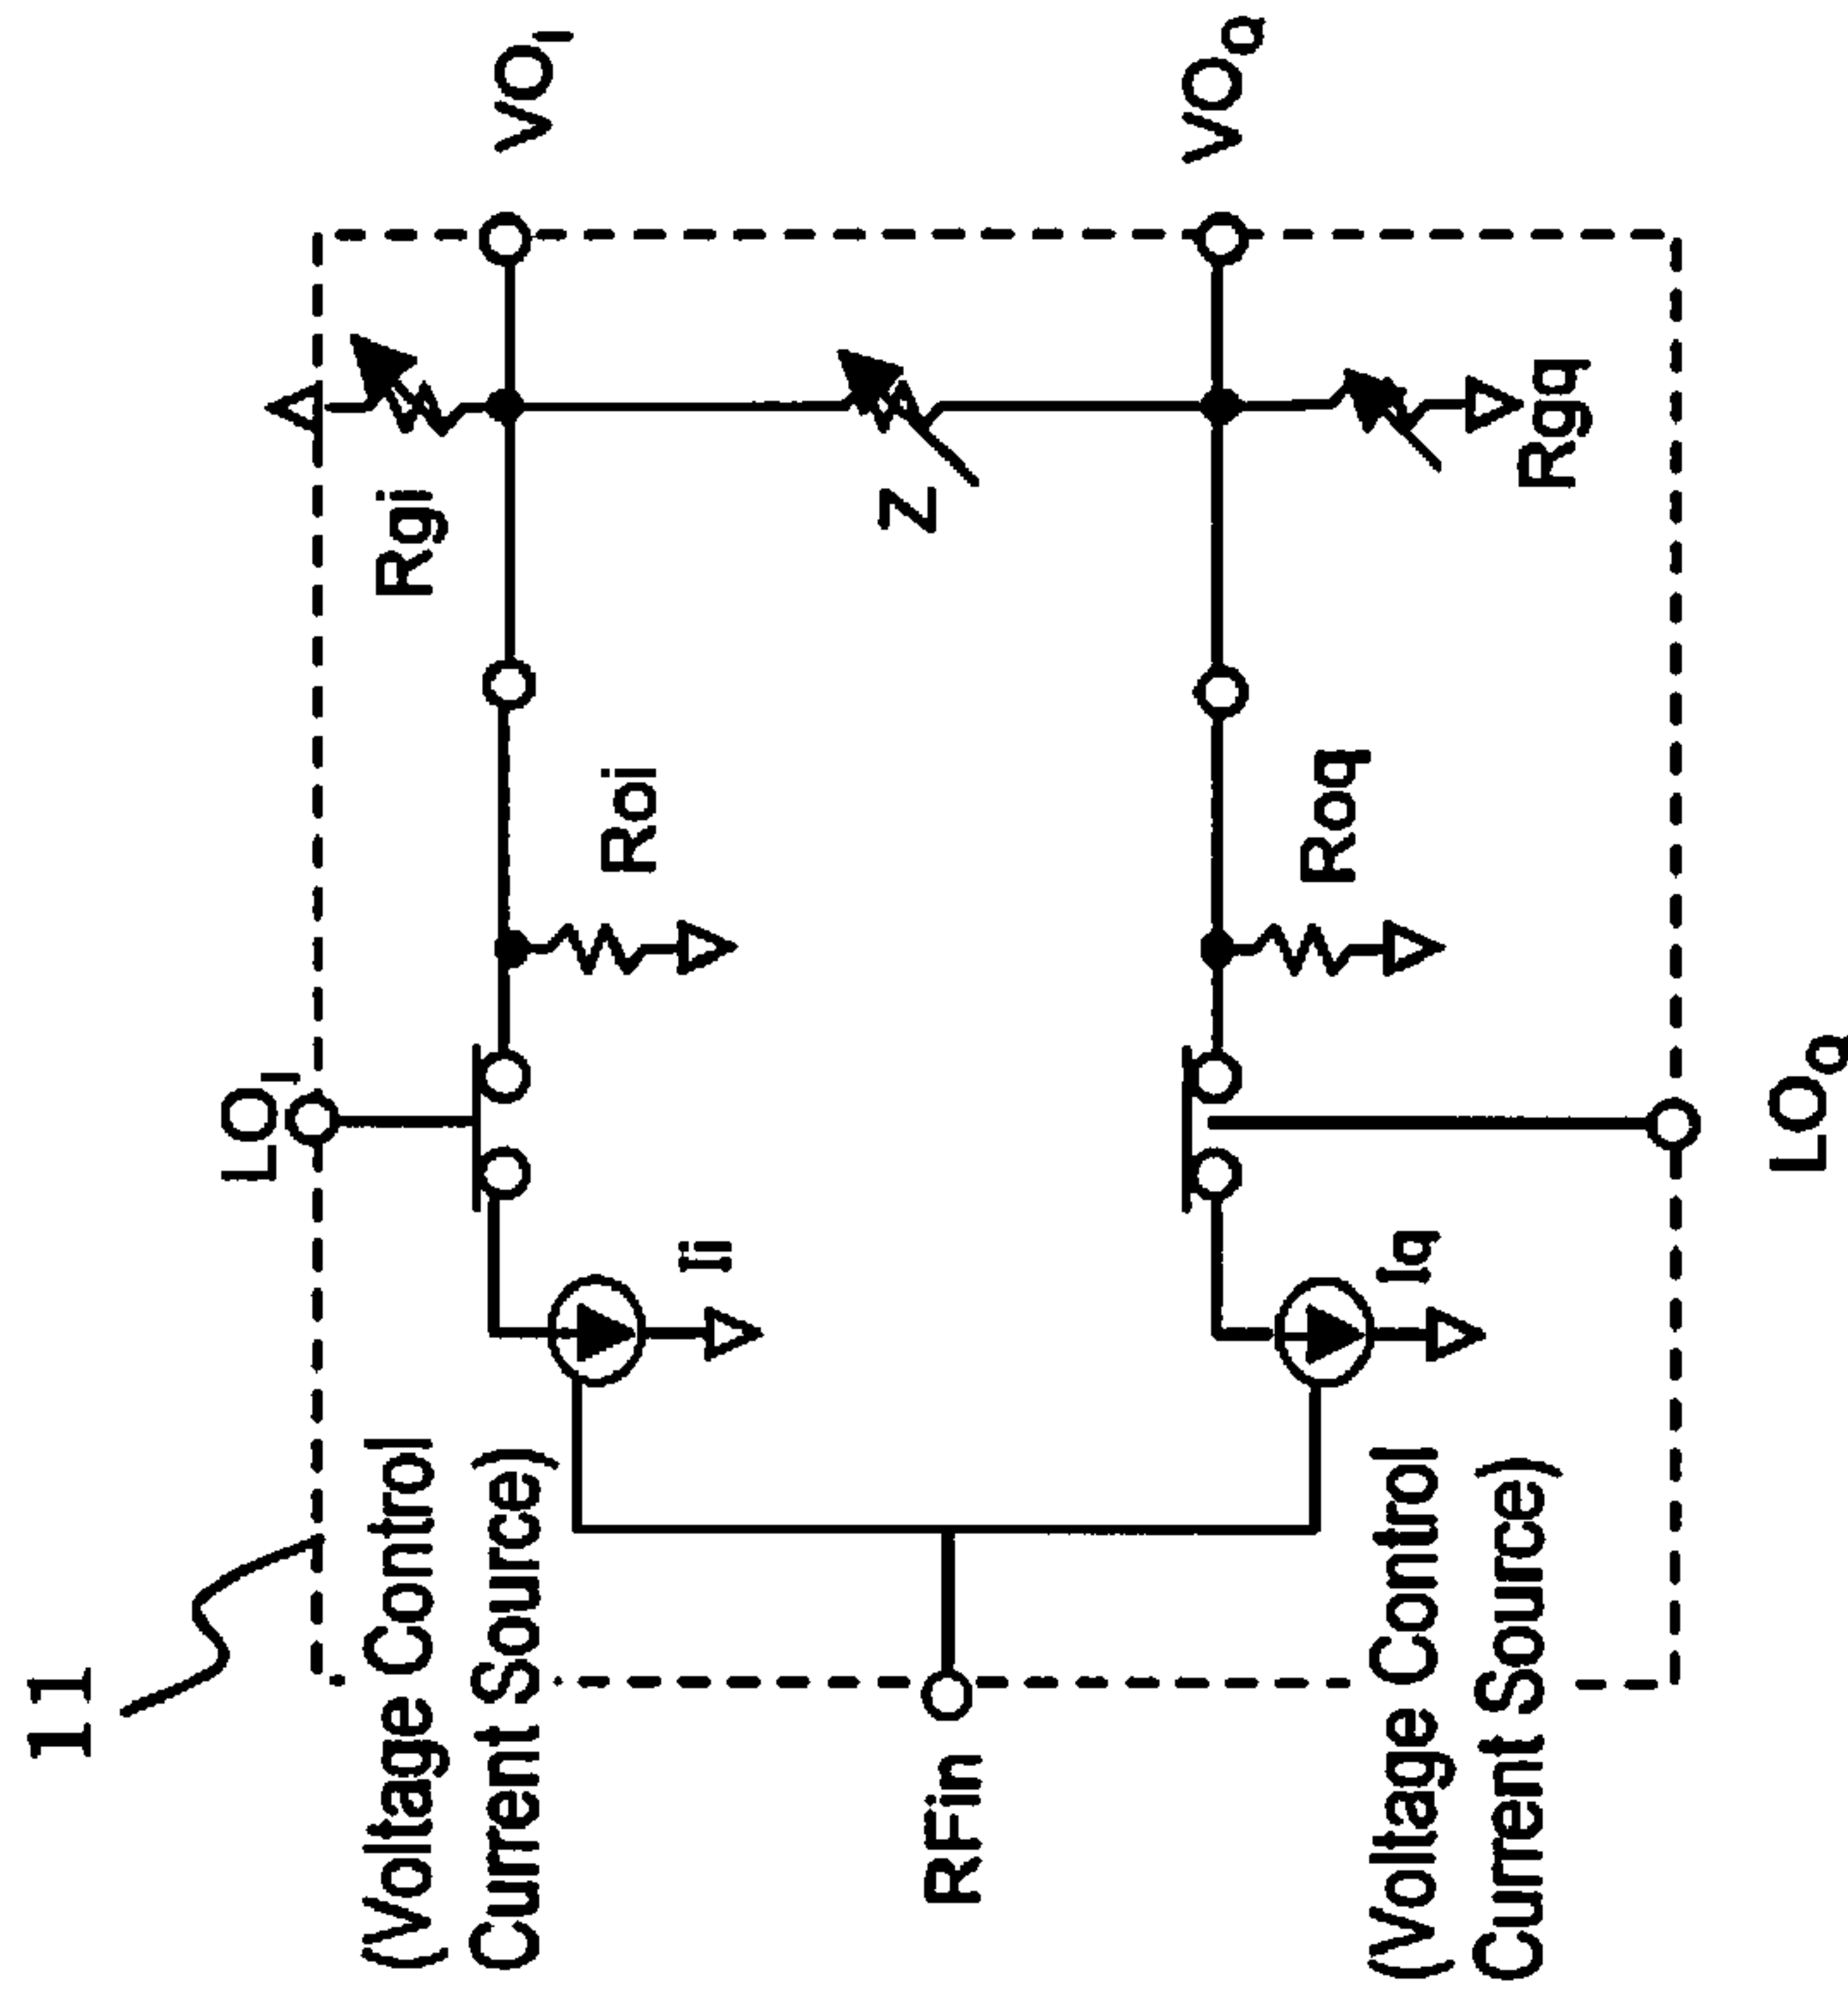 11
LOI
(Voltage Control
Current Source)
Rgi
VOI
Roi
Ii
Z
RFin
VOQ
Roq
Iq
(Voltage Control
Current Source)
Rgq
LOQ